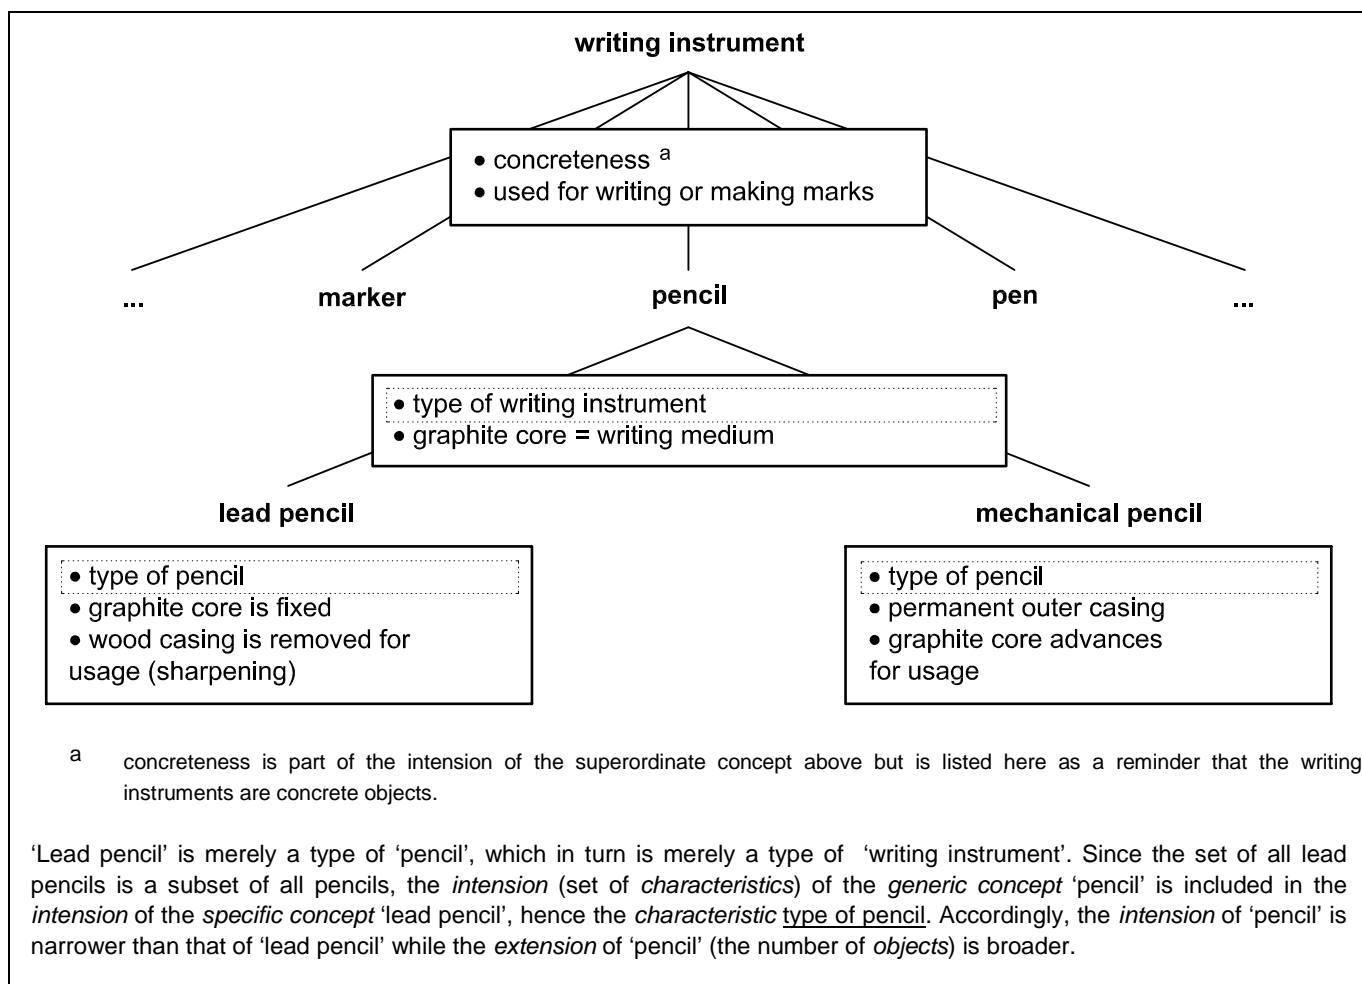 writing instrument
• concreteness a
• used for writing or making marks
... marker pencil pen ...
• type of writing instrument
• graphite core = writing medium
lead pencil
mechanical pencil
• type of pencil
• graphite core is fixed
• wood casing is removed for
usage (sharpening)
• type of pencil
• permanent outer casing
• graphite core advances
for usage
a concreteness is part of the intension of the superordinate concept above but is listed here as a reminder that the writing
instruments are concrete objects.
‘Lead pencil’ is merely a type of ‘pencil’, which in turn is merely a type of ‘writing instrument’. Since the set of all lead
pencils is a subset of all pencils, the intension (set of characteristics) of the generic concept ‘pencil’ is included in the
intension of the specific concept ‘lead pencil’, hence the characteristic type of pencil. Accordingly, the intension of ‘pencil’ is
narrower than that of ‘lead pencil’ while the extension of ‘pencil’ (the number of objects) is broader.